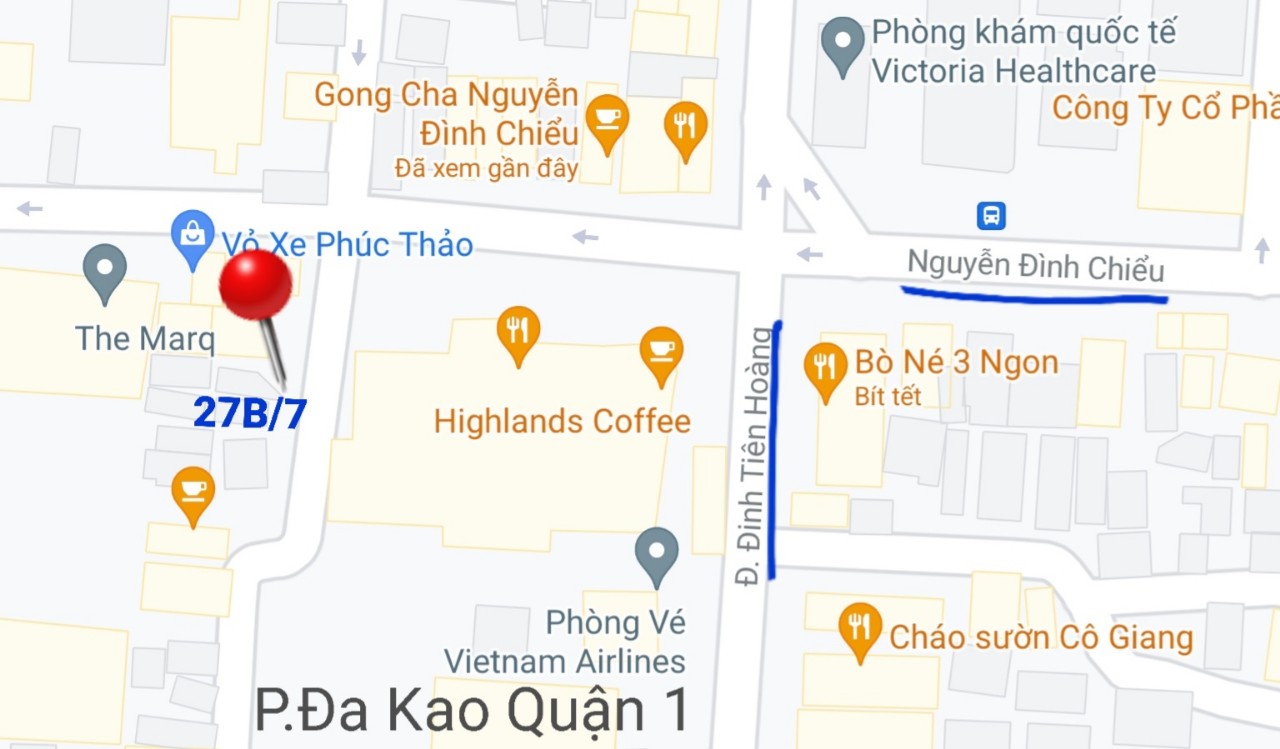 Phòng khám quốc tế
Victoria Healthcare
Gong Cha Nguyễn
Đình Chiểu
Đã xem gần đây
Công Ty Cổ
Vỏ Xe Phúc Thảo
Nguyễn Đình Chiểu
The Marq
27B/7
Highlands Coffee
Đ. Đinh Tiên Hoàng
Bò Né 3 Ngon
Bít tết
Phòng Vé
Vietnam Airlines
Cháo sườn Cô Giang
P.Đa Kao Quận 1